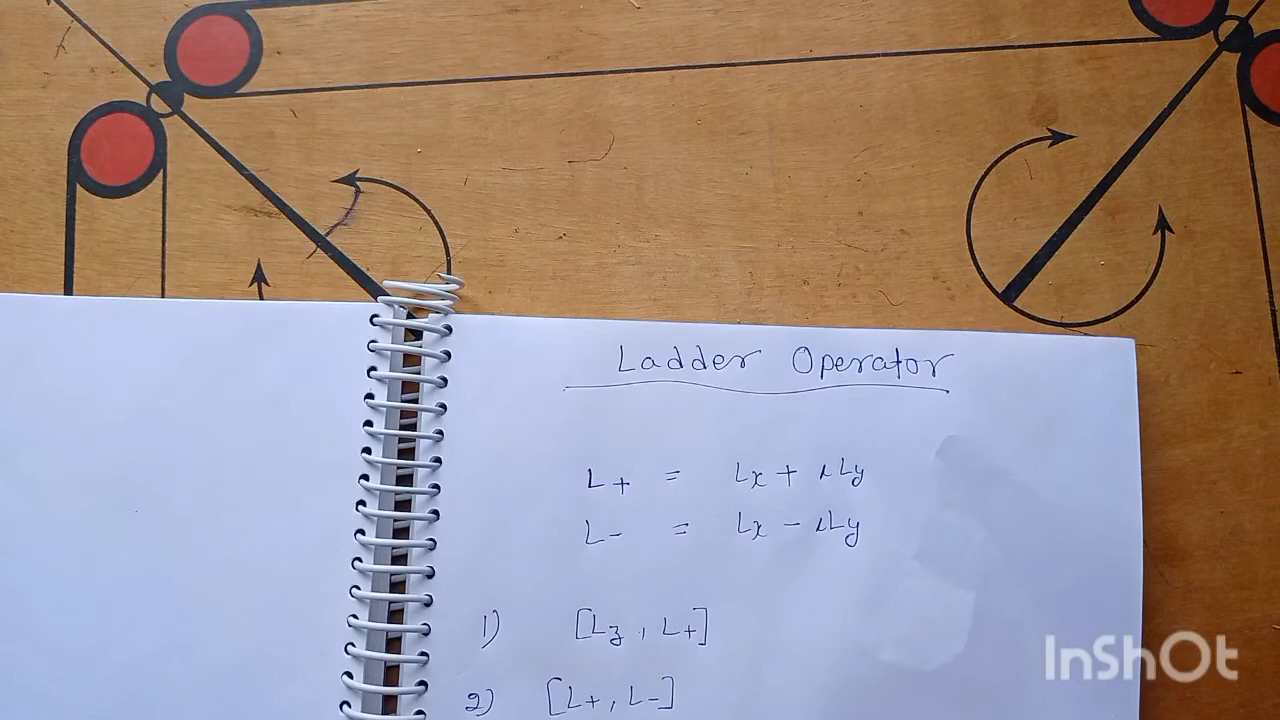 Ladder Operator
L+ = Lx + iLy
L- = Lx - iLy
1) [Lz, L+]
2) [L+, L-]
InShOt